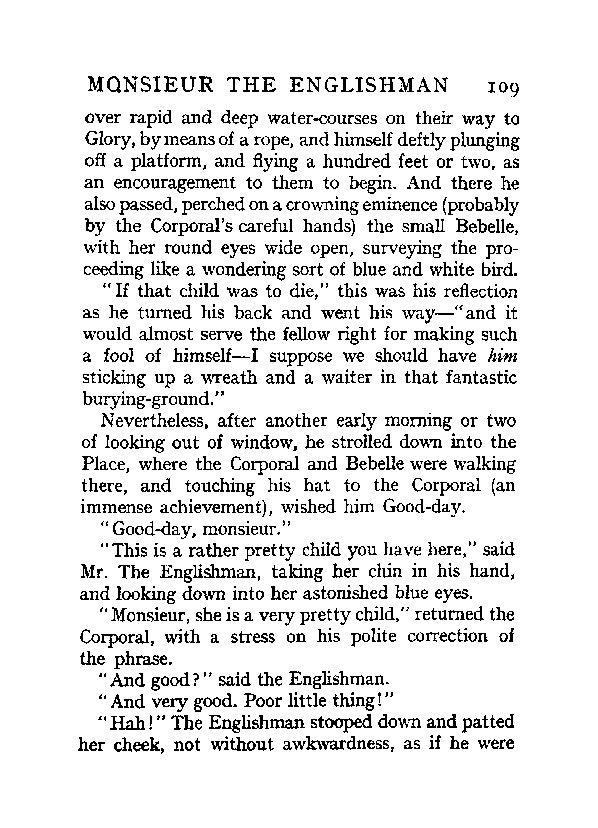 MONSIEUR THE ENGLISHMAN 109
over rapid and deep water-courses on their way to
Glory, by means of a rope, and himself deftly plunging
off a platform, and flying a hundred feet or two, as
an encouragement to them to begin. And there he
also passed, perched on a crowning eminence (probably
by the Corporal's careful hands) the small Bebelle,
with her round eyes wide open, surveying the pro-
ceeding like a wondering sort of blue and white bird.
"If that child was to die," this was his reflection
as he turned his back and went his way—"and it
would almost serve the fellow right for making such
a fool of himself—I suppose we should have him
sticking up a wreath and a waiter in that fantastic
burying-ground."
Nevertheless, after another early morning or two
of looking out of window, he strolled down into the
Place, where the Corporal and Bebelle were walking
there, and touching his hat to the Corporal (an
immense achievement), wished him Good-day.
"Good-day, monsieur."
"This is a rather pretty child you have here," said
Mr. The Englishman, taking her chin in his hand,
and looking down into her astonished blue eyes.
"Monsieur, she is a very pretty child," returned the
Corporal, with a stress on his polite correction of
the phrase.
"And good?" said the Englishman.
"And very good. Poor little thing!"
"Hah!" The Englishman stooped down and patted
her cheek, not without awkwardness, as if he were